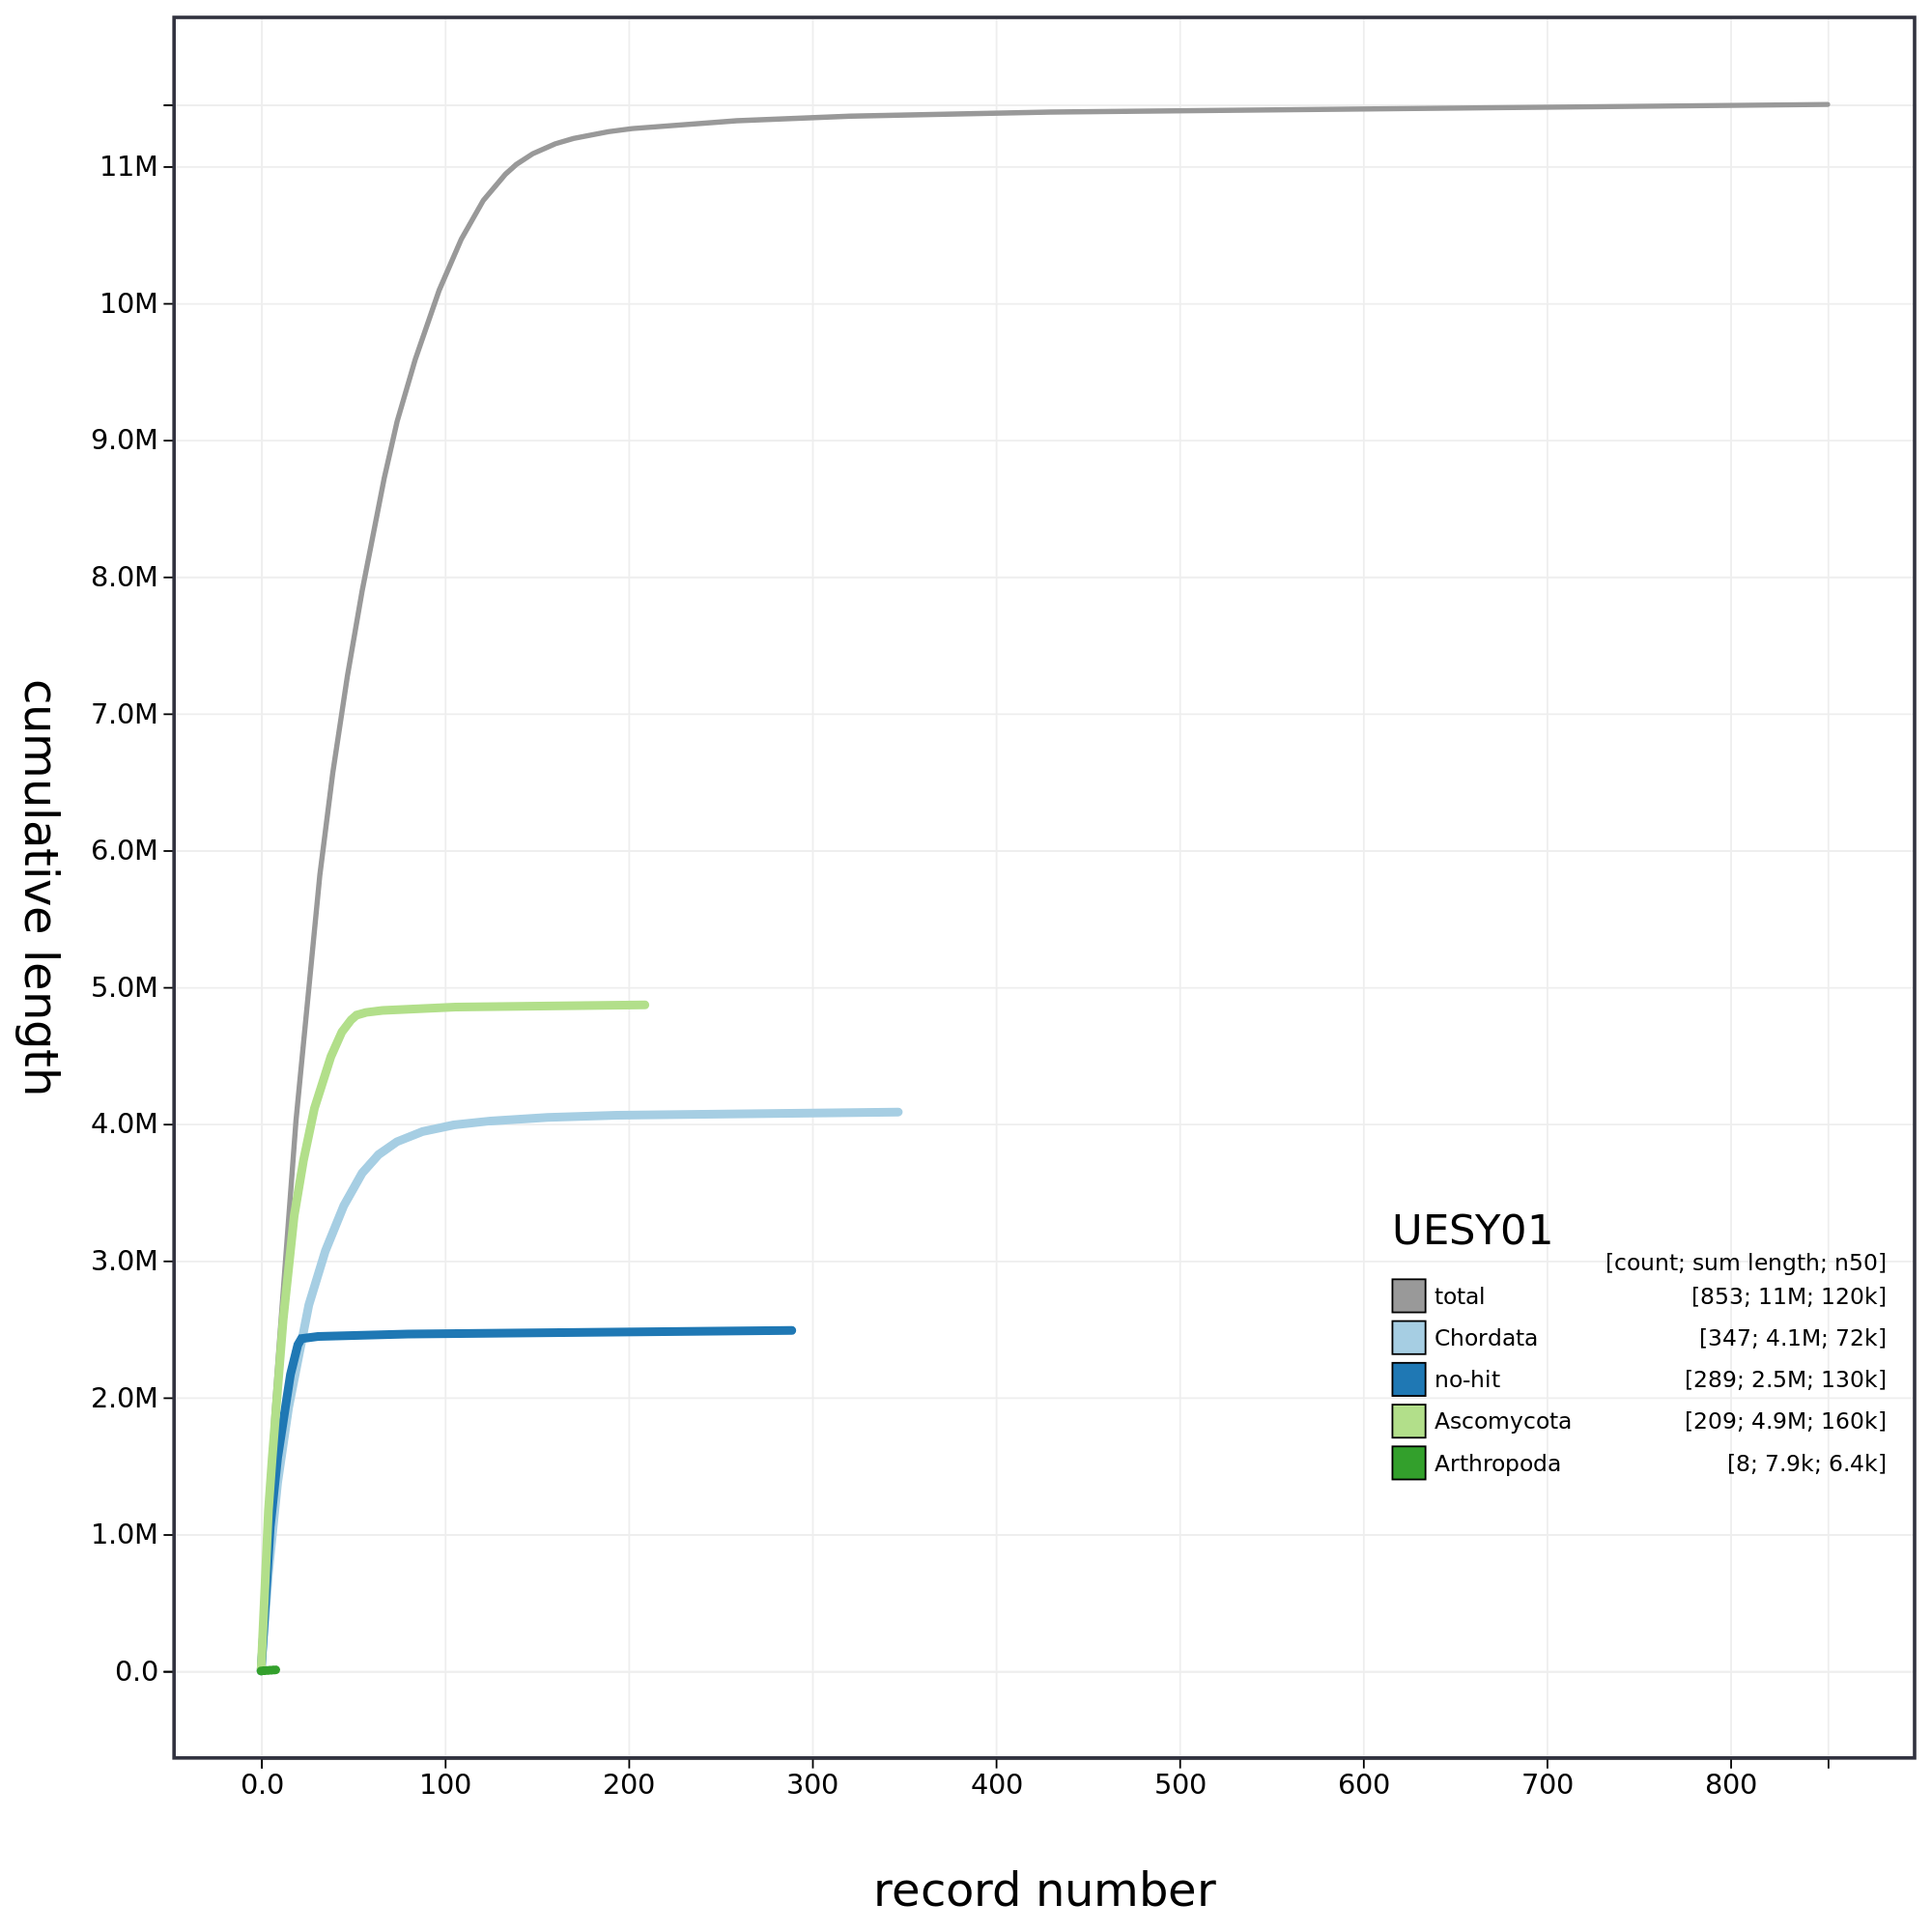 cumulative length
11M
10M
9.0M
8.0M
7.0M
6.0M
5.0M
4.0M
3.0M
2.0M
1.0M
0.0
UESY01
[count; sum length; n50]
total [853; 11M; 120k]
Chordata [347; 4.1M; 72k]
no-hit [289; 2.5M; 130k]
Ascomycota [209; 4.9M; 160k]
Arthropoda [8; 7.9k; 6.4k]
0.0 100 200 300 400 500 600 700 800
record number